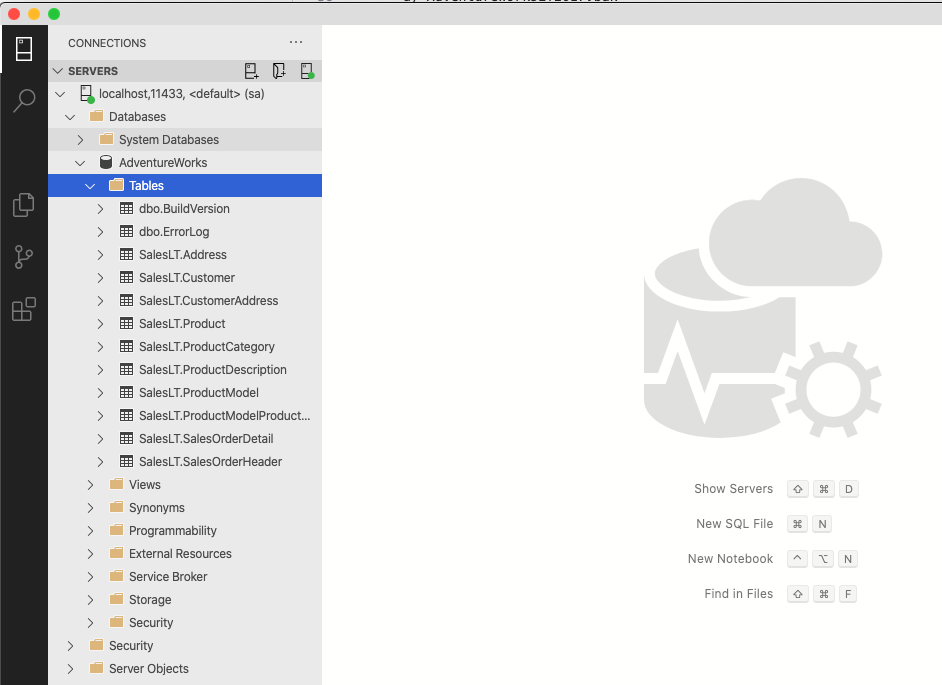 CONNECTIONS
SERVERS
localhost,11433, <default> (sa)
Databases
System Databases
AdventureWorks
Tables
dbo.BuildVersion
dbo.ErrorLog
SalesLT.Address
SalesLT.Customer
SalesLT.CustomerAddress
SalesLT.Product
SalesLT.ProductCategory
SalesLT.ProductDescription
SalesLT.ProductModel
SalesLT.ProductModelProduct...
SalesLT.SalesOrderDetail
SalesLT.SalesOrderHeader
Views
Synonyms
Programmability
External Resources
Service Broker
Storage
Security
Security
Server Objects
Show Servers ⇧ ⌘ D
New SQL File ⌘ N
New Notebook ^ ⌥ N
Find in Files ⇧ ⌘ F